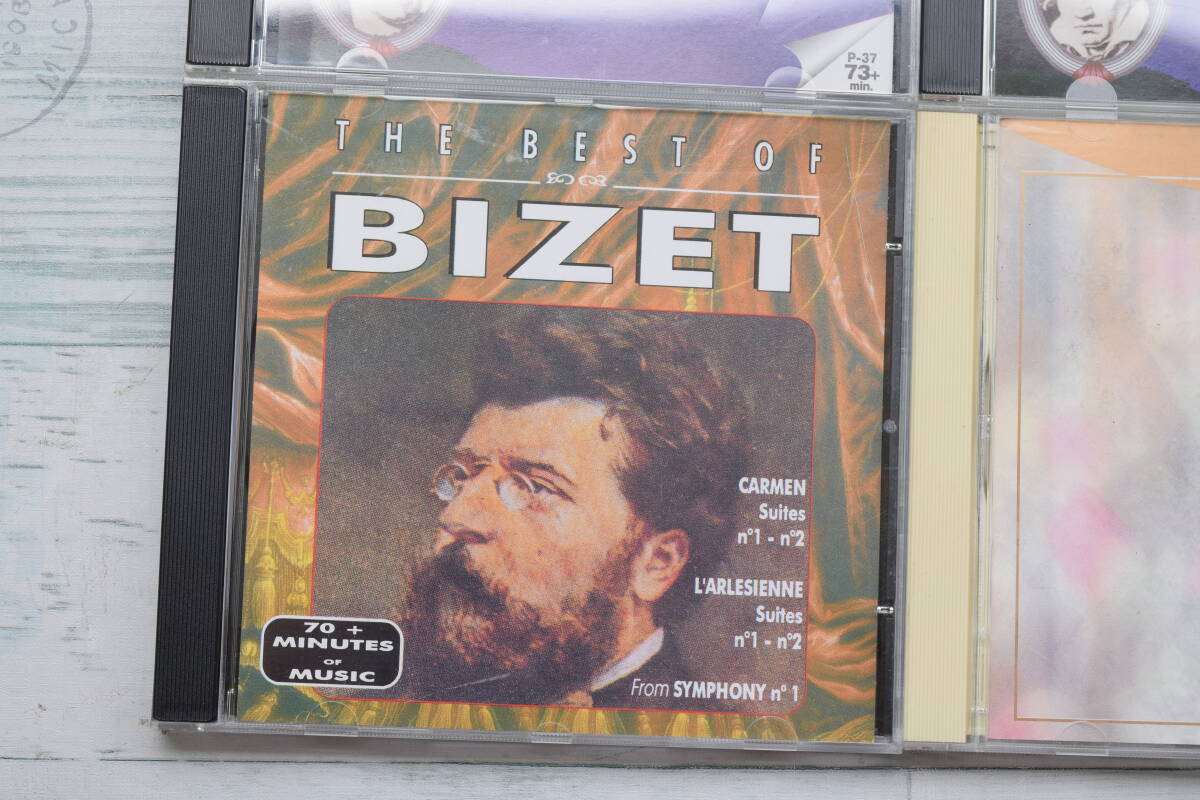 P-37
73+
min.
THE BEST OF
BIZET
CARMEN
Suites
n°1 - n°2
L'ARLESIENNE
Suites
n°1 - n°2
From SYMPHONY n° 1
70 +
MINUTES
OF
MUSIC